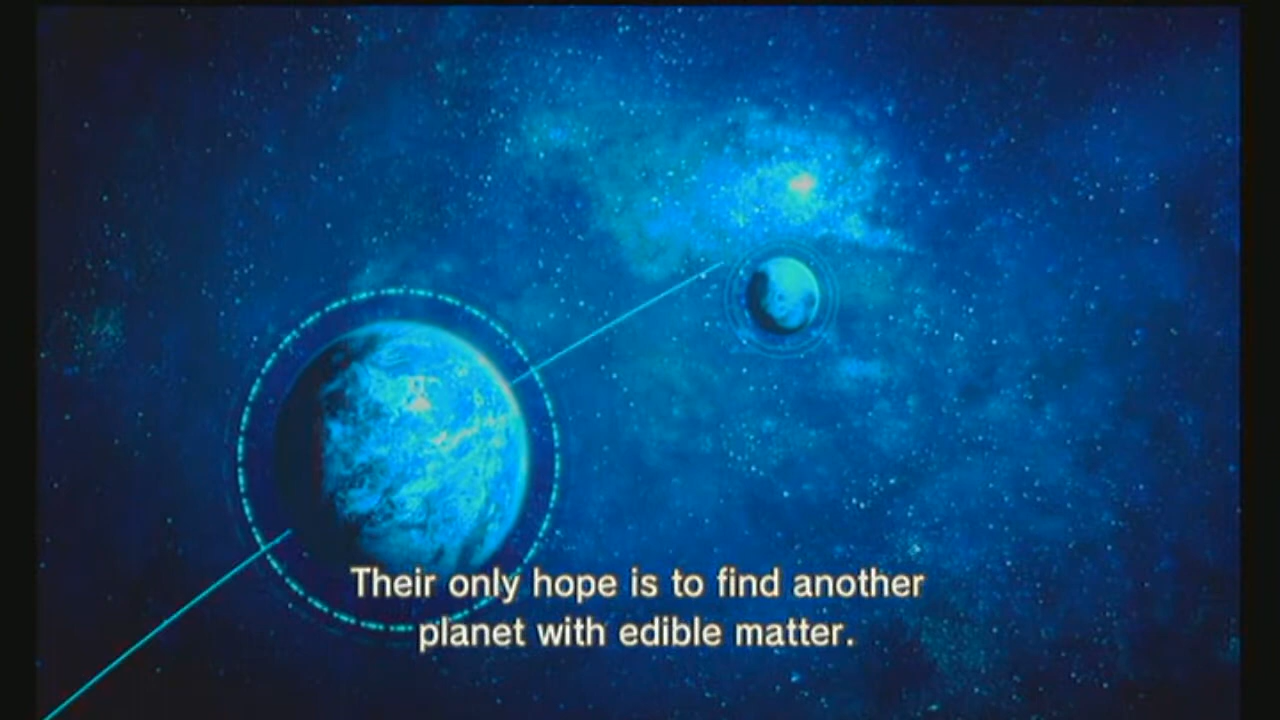 Their only hope is to find another
planet with edible matter.